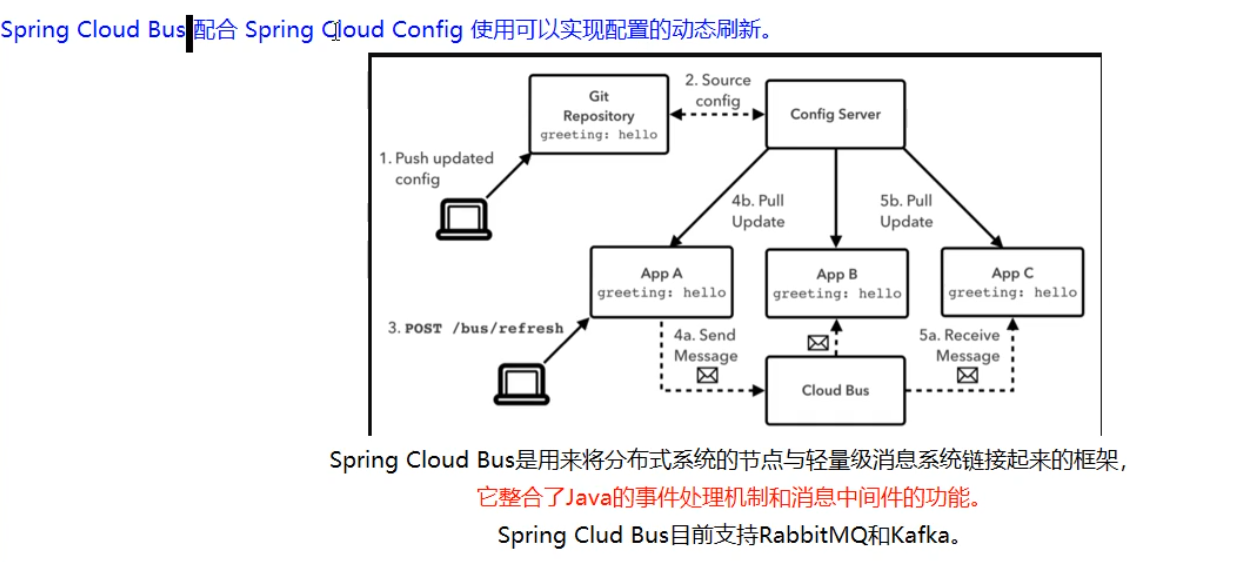 Spring Cloud Bus 配合 Spring Cloud Config 使用可以实现配置的动态刷新。
Git
Repository
greeting: hello
2. Source
config
Config Server
1. Push updated
config
4b. Pull
Update
5b. Pull
Update
App A
greeting: hello
App B
greeting: hello
App C
greeting: hello
3. POST /bus/refresh
4a. Send
Message
5a. Receive
Message
Cloud Bus
Spring Cloud Bus是用来将分布式系统的节点与轻量级消息系统链接起来的框架，
它整合了Java的事件处理机制和消息中间件的功能。
Spring Clud Bus目前支持RabbitMQ和Kafka。